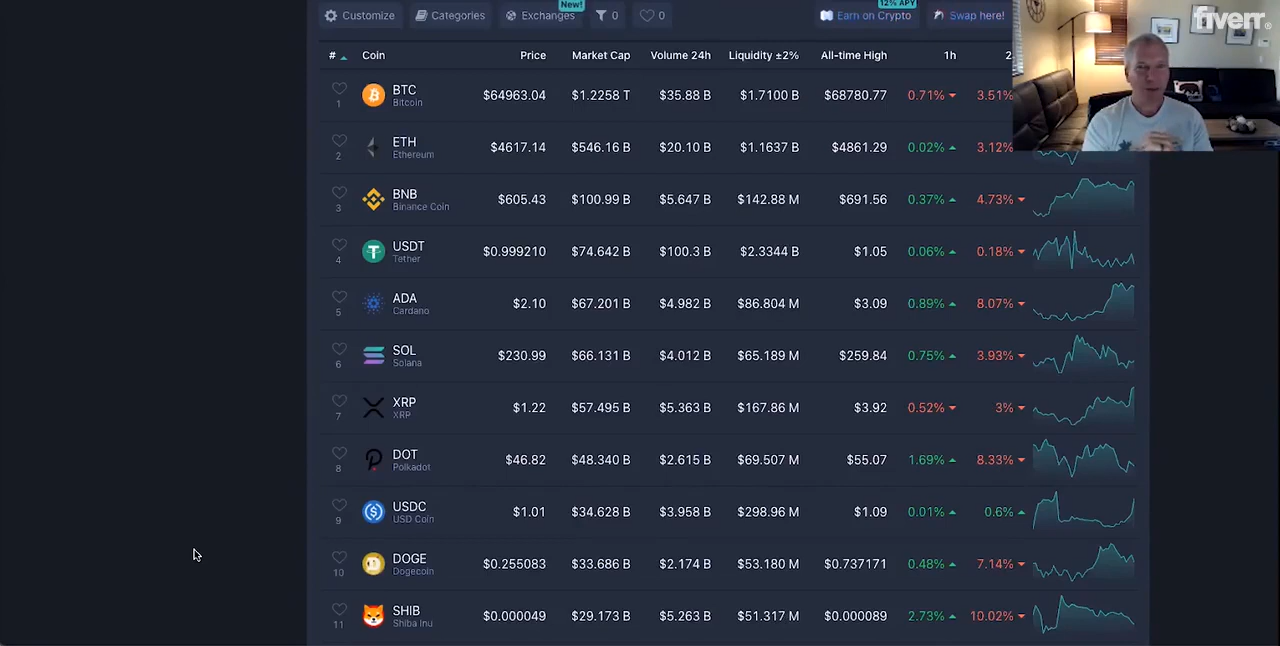 Customize Categories Exchanges New! 0 0 Earn on Crypto 12% APY Swap here!
fiverr®
# Coin Price Market Cap Volume 24h Liquidity ±2% All-time High 1h 2
1 BTC $64963.04 $1.2258 T $35.88 B $1.7100 B $68780.77 0.71% 3.51%
Bitcoin
2 ETH $4617.14 $546.16 B $20.10 B $1.1637 B $4861.29 0.02% 3.12%
Ethereum
3 BNB $605.43 $100.99 B $5.647 B $142.88 M $691.56 0.37% 4.73%
Binance Coin
4 USDT $0.999210 $74.642 B $100.3 B $2.3344 B $1.05 0.06% 0.18%
Tether
5 ADA $2.10 $67.201 B $4.982 B $86.804 M $3.09 0.89% 8.07%
Cardano
6 SOL $230.99 $66.131 B $4.012 B $65.189 M $259.84 0.75% 3.93%
Solana
7 XRP $1.22 $57.495 B $5.363 B $167.86 M $3.92 0.52% 3%
XRP
8 DOT $46.82 $48.340 B $2.615 B $69.507 M $55.07 1.69% 8.33%
Polkadot
9 USDC $1.01 $34.628 B $3.958 B $298.96 M $1.09 0.01% 0.6%
USD Coin
10 DOGE $0.255083 $33.686 B $2.174 B $53.180 M $0.737171 0.48% 7.14%
Dogecoin
11 SHIB $0.000049 $29.173 B $5.263 B $51.317 M $0.000089 2.73% 10.02%
Shiba Inu